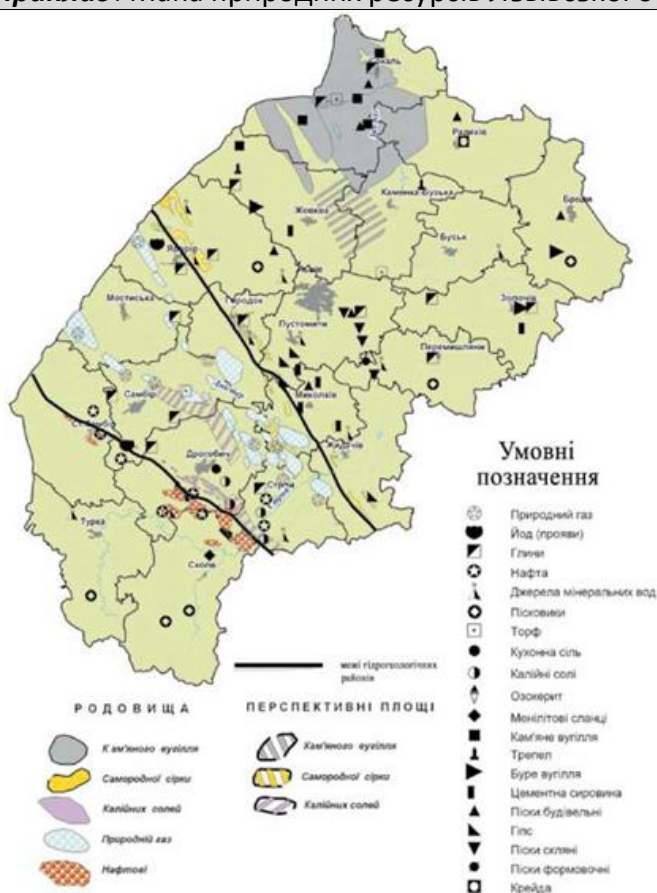 Сокаль
Радехів
Кам'янка-Бузька
Броди
Жовква
Буськ
Яворів
Львів
Мостиська
Городок
Золочів
Пустомити
Перемишляни
Самбір
Миколаїв
Дрогобич
Жидачів
Стрий
Турка
Сколе
Умовні
позначення
Природний газ
Йод (прояви)
Глини
Нафта
Джерела мінеральних вод
Пісковики
Торф
Кухонна сіль
Калійні солі
Озокерит
Менілітові сланці
Кам'яне вугілля
Трепел
Буре вугілля
Цементна сировина
Піски будівельні
Гіпс
Піски скляні
Піски формовочні
Крейда
межі гідрогеологічних
районів
РОДОВИЩА
Кам'яного вугілля
Самородної сірки
Калійних солей
Природній газ
Нафтові
ПЕРСПЕКТИВНІ ПЛОЩІ
Кам'яного вугілля
Самородної сірки
Калійних солей